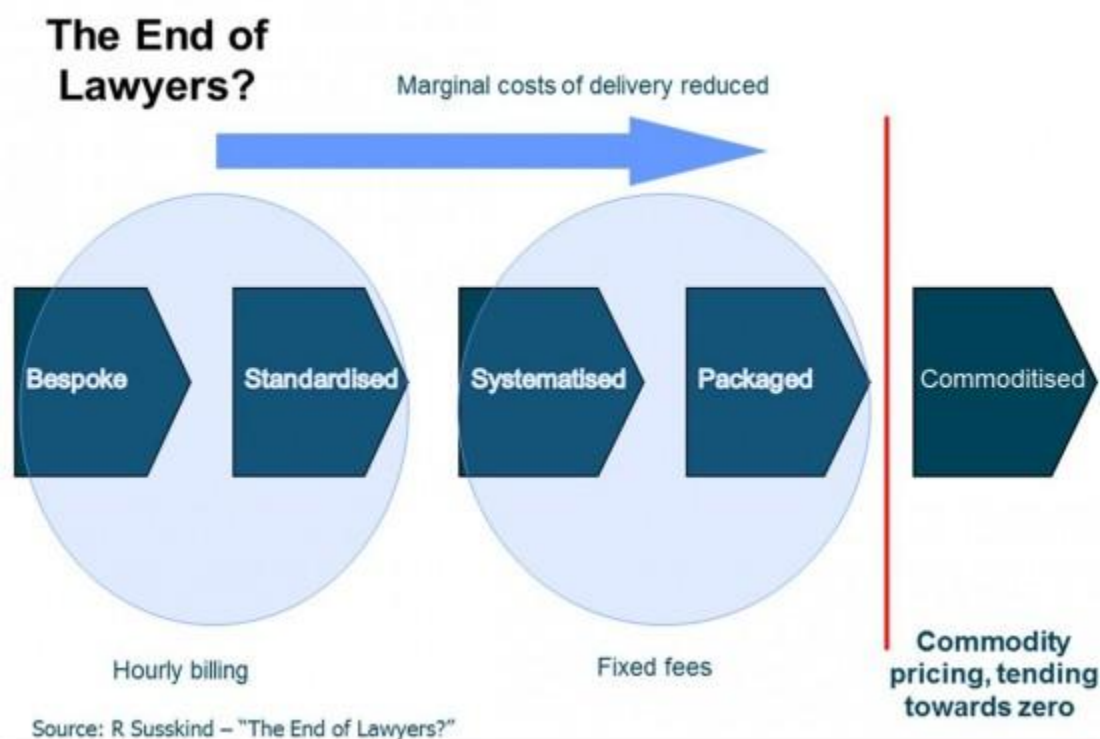 The End of
Lawyers?
Marginal costs of delivery reduced
Bespoke
Standardised
Systematised
Packaged
Commoditised
Hourly billing
Fixed fees
Commodity
pricing, tending
towards zero
Source: R Susskind – "The End of Lawyers?"